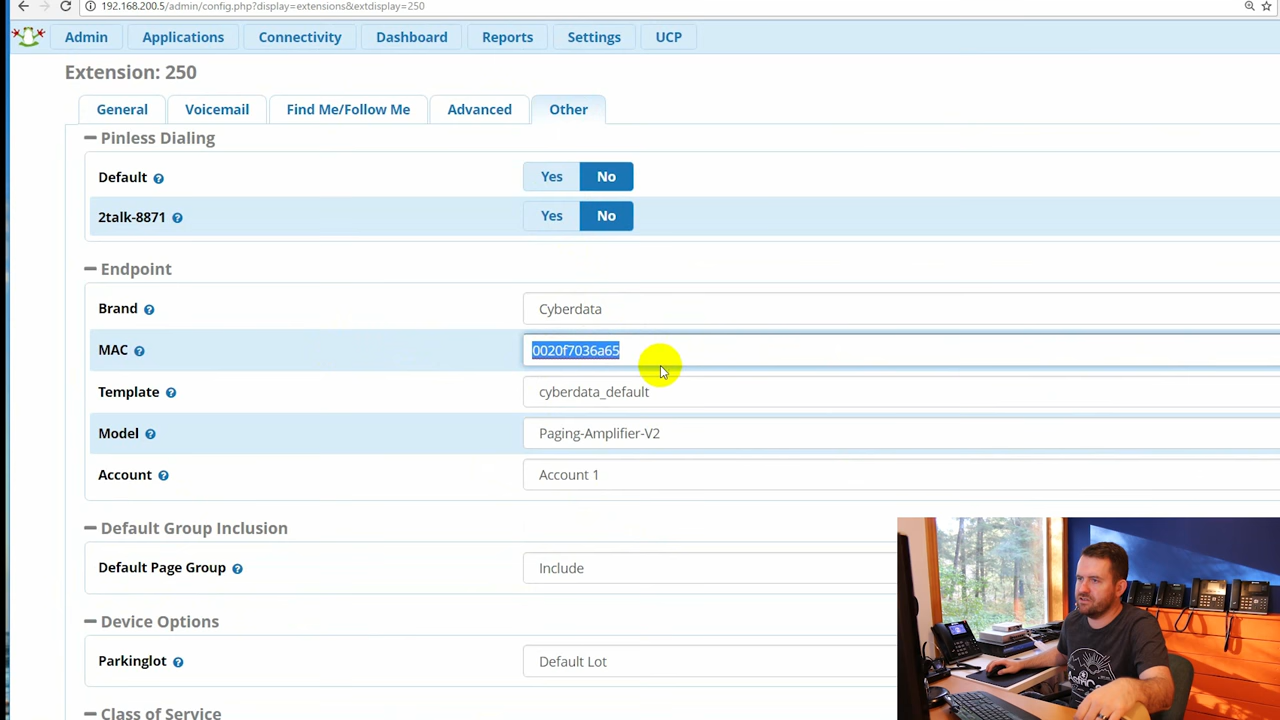 192.168.200.5/admin/config.php?display=extensions&extdisplay=250
Admin Applications Connectivity Dashboard Reports Settings UCP
Extension: 250
General Voicemail Find Me/Follow Me Advanced Other
Pinless Dialing
Default Yes No
2talk-8871 Yes No
Endpoint
Brand Cyberdata
MAC 0020f7036a65
Template cyberdata_default
Model Paging-Amplifier-V2
Account Account 1
Default Group Inclusion
Default Page Group Include
Device Options
Parkinglot Default Lot
Class of Service